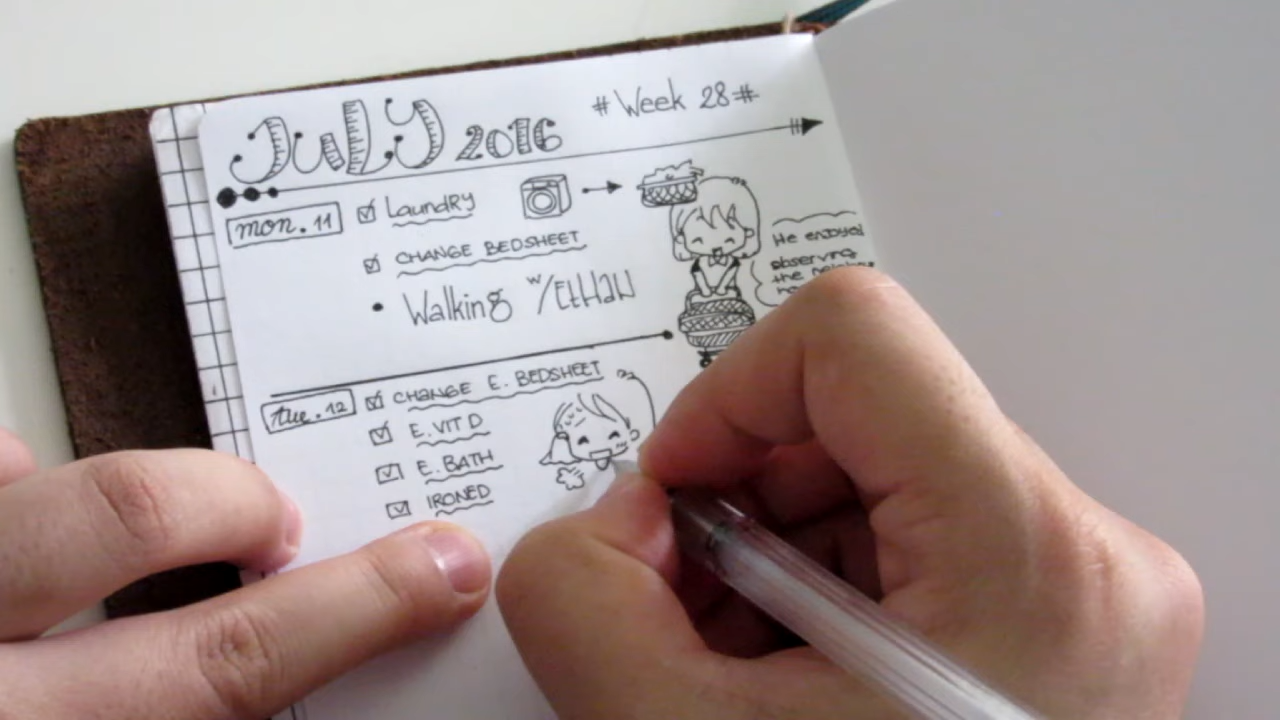 July 2016
#Week 28#
mon. 11
Laundry
CHANGE BEDSHEET
Walking w/EtHaN
He enjoyed
observing
the
tue. 12
CHANGE E. BEDSHEET
E. VIT D
E. BATH
IRONED